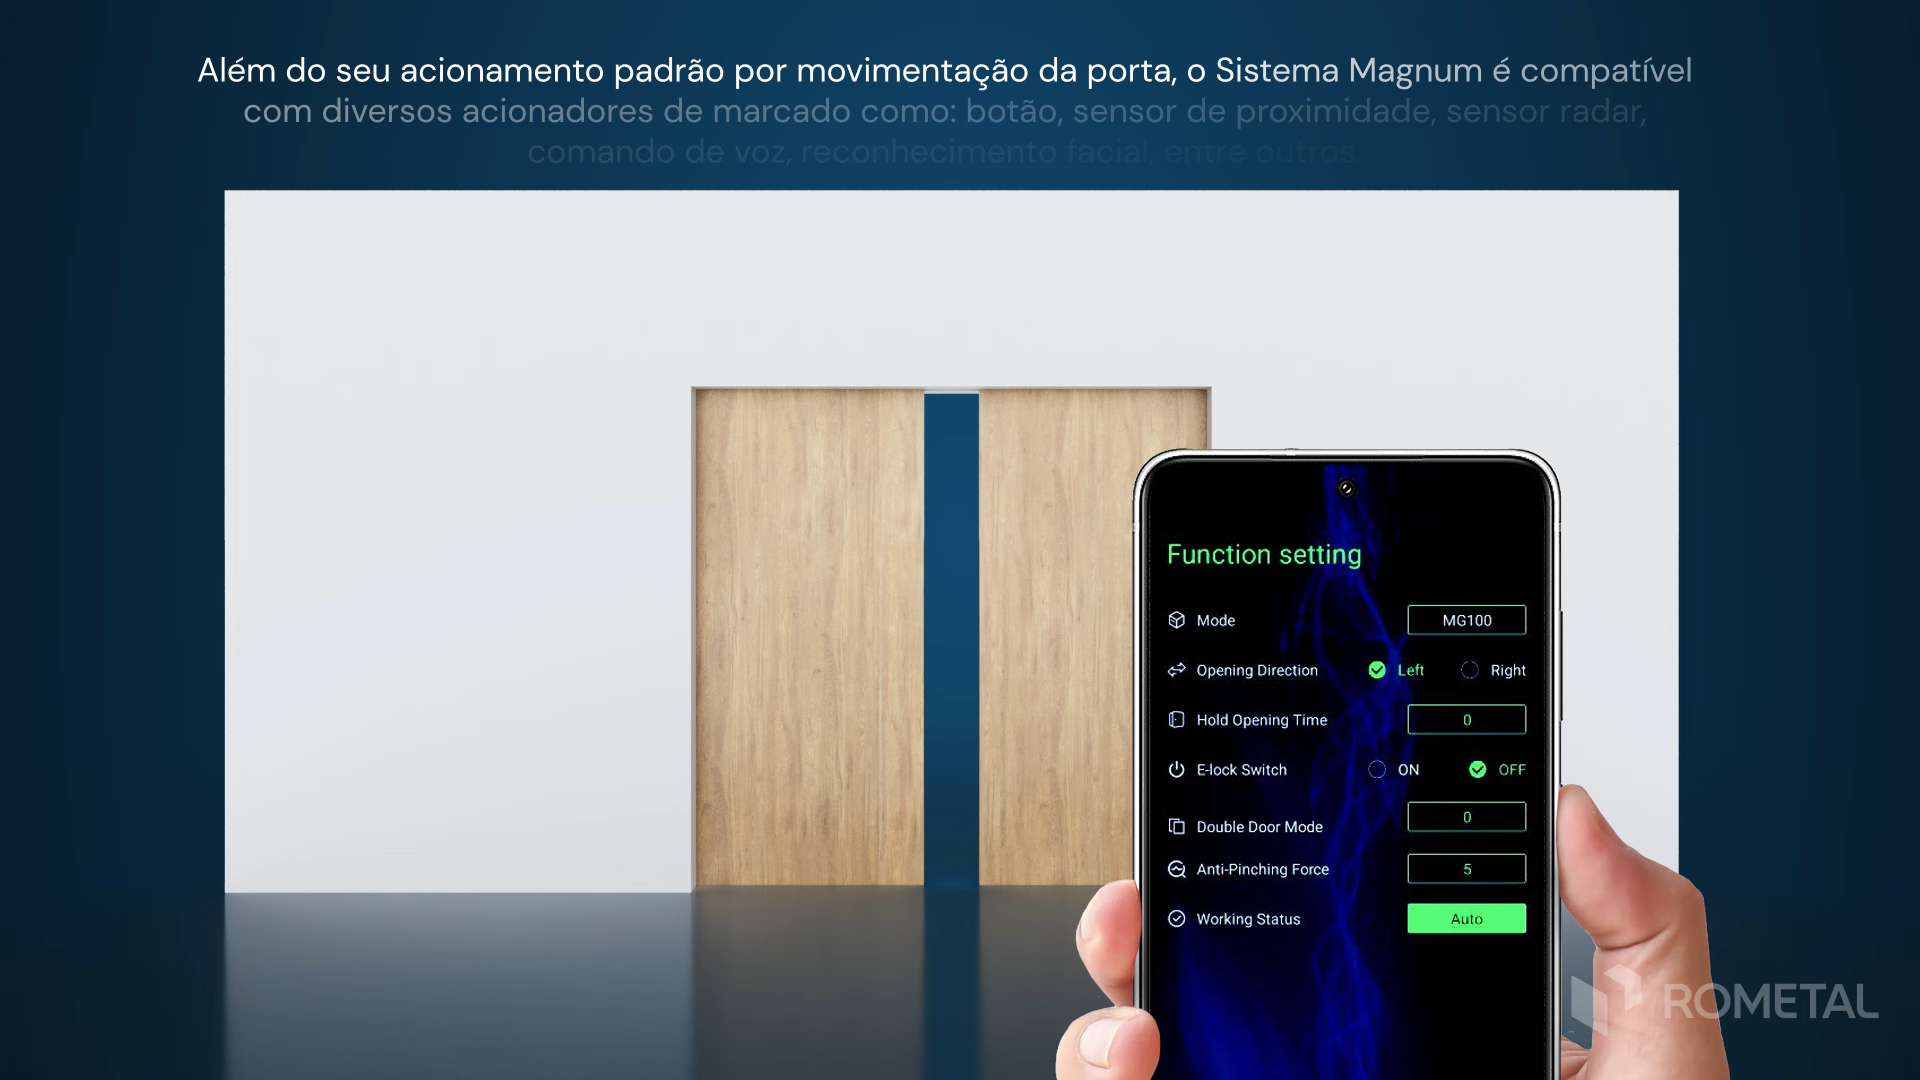 Além do seu acionamento padrão por movimentação da porta, o Sistema Magnum é compatível
com diversos acionadores de marcado como: botão, sensor de proximidade, sensor radar,
comando de voz, reconhecimento facial, entre outros.
Function setting
Mode MG100
Opening Direction Left Right
Hold Opening Time 0
E-lock Switch ON OFF
Double Door Mode 0
Anti-Pinching Force 5
Working Status Auto
ROMETAL